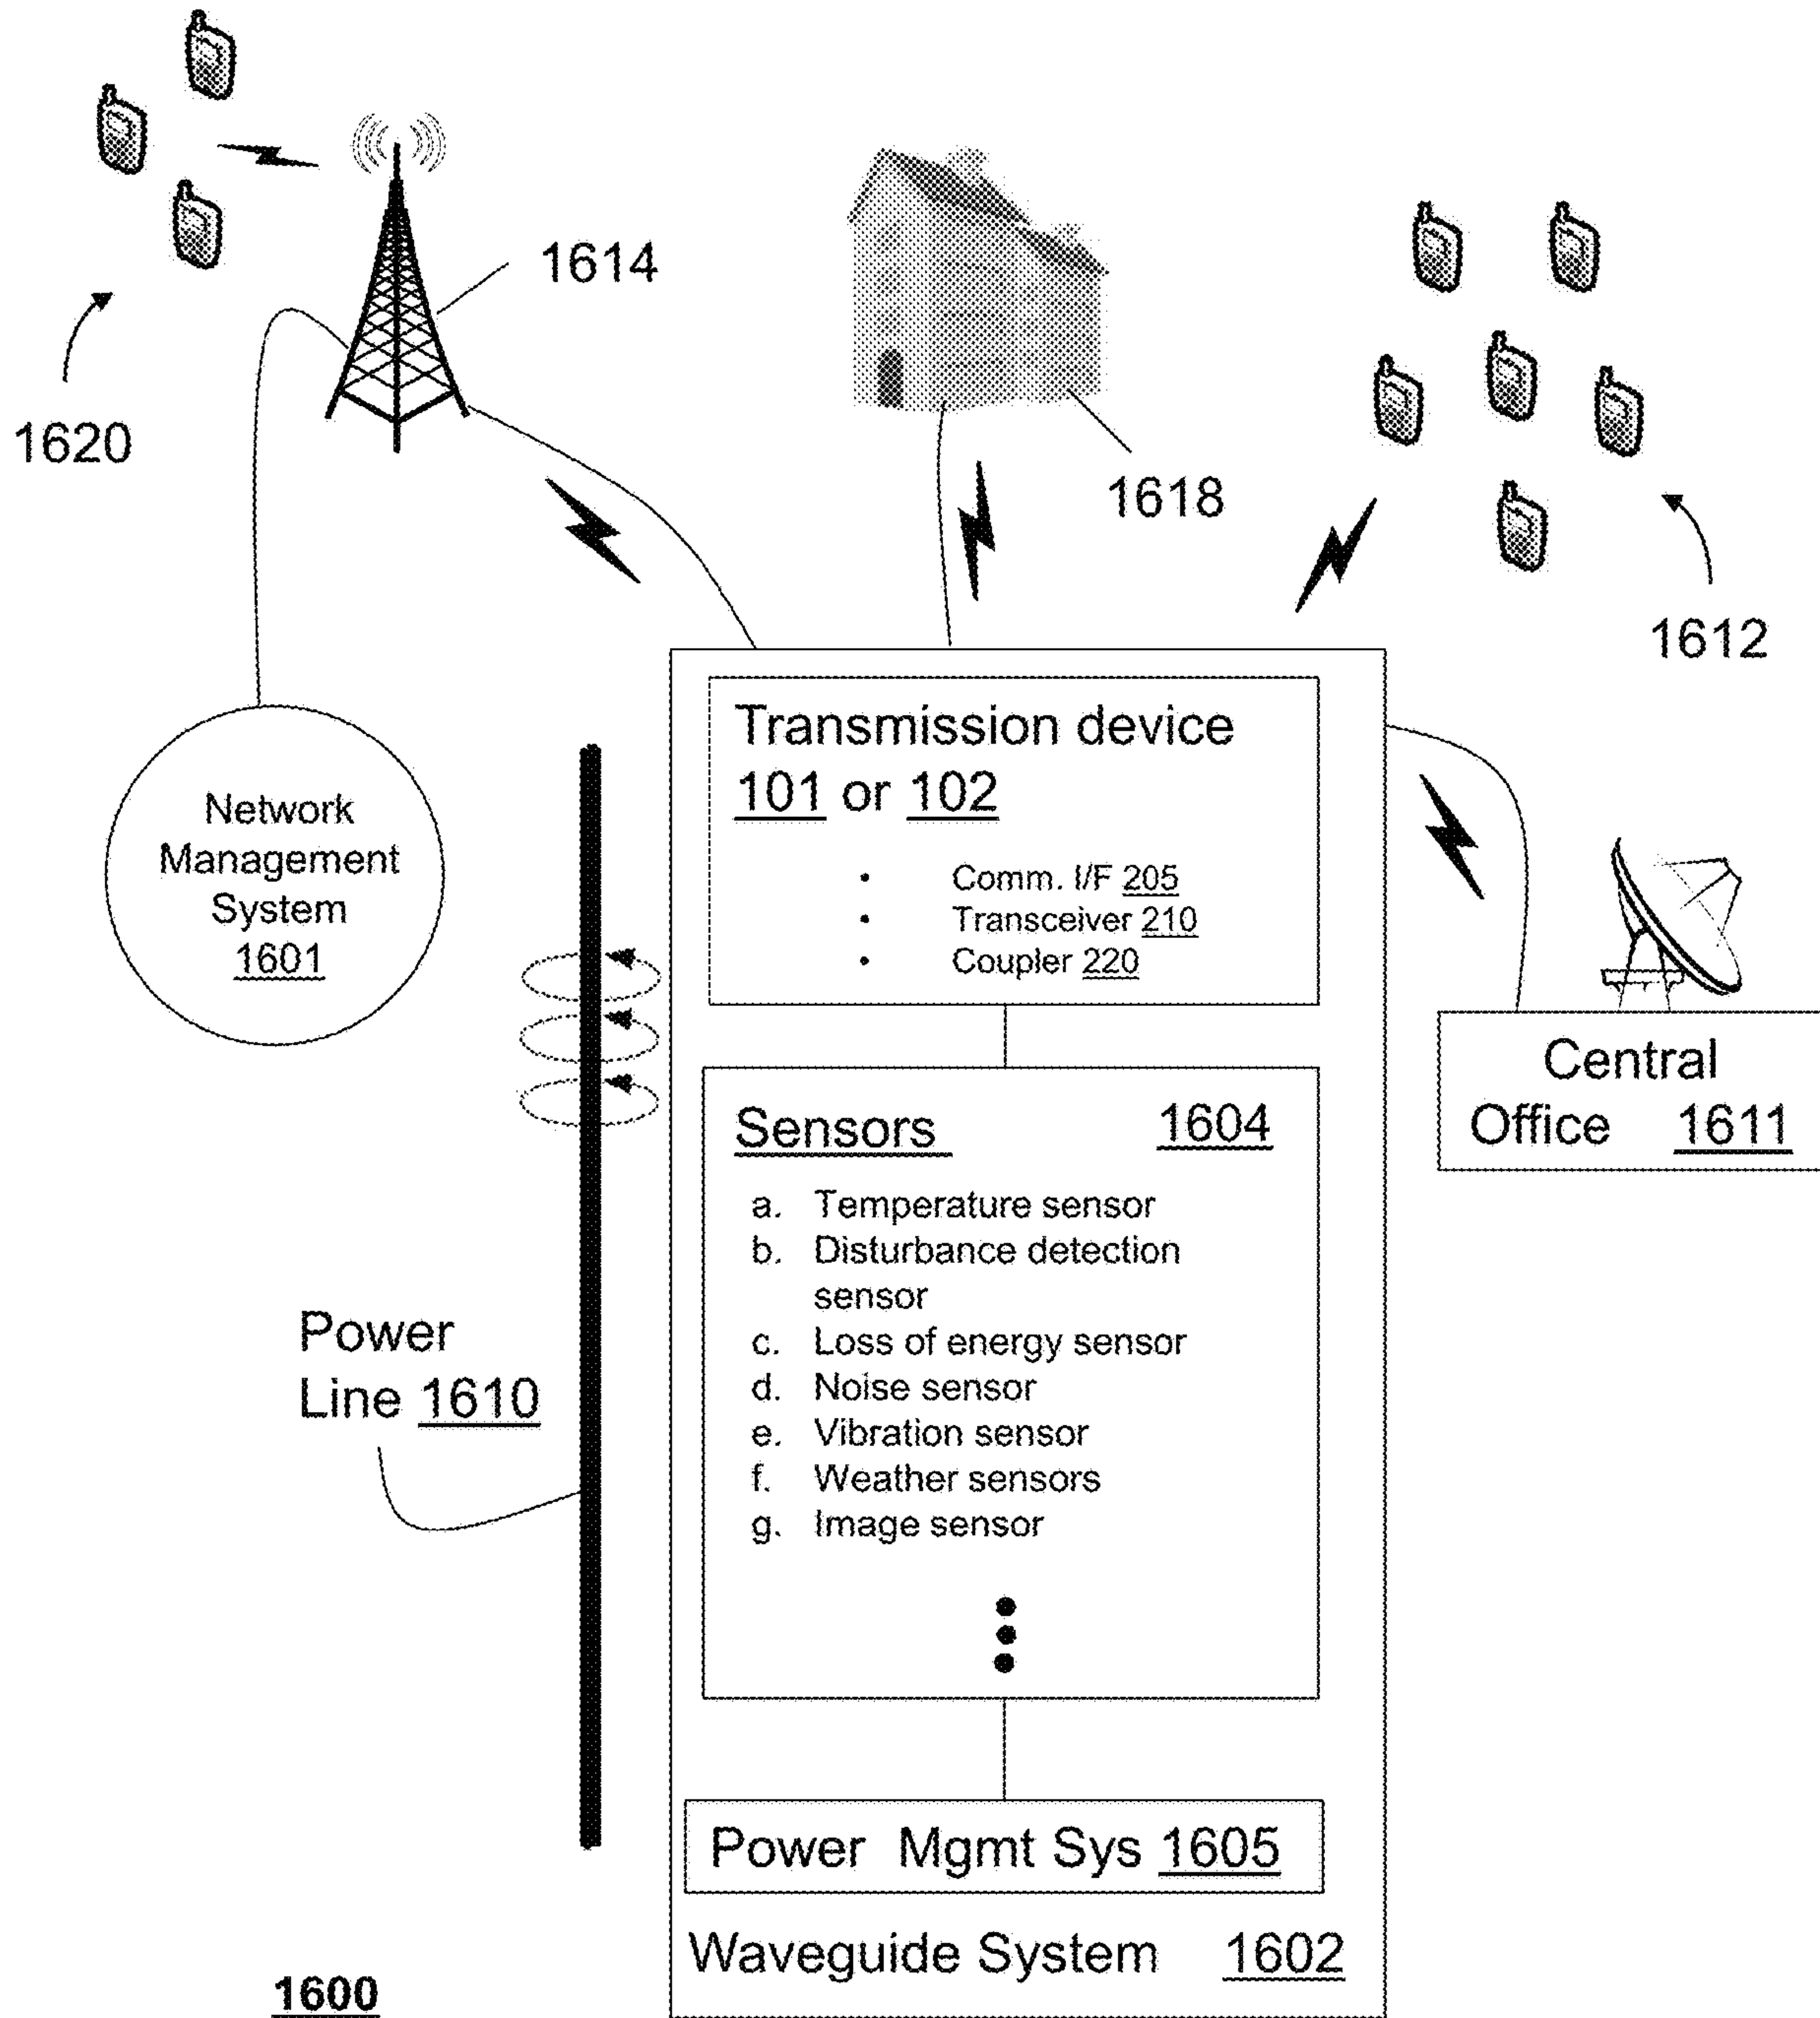 1614
1620
1618
1612
Network
Management
System
1601
Transmission device
101 or 102
• Comm. I/F 205
• Transceiver 210
• Coupler 220
Central
Office 1611
Sensors 1604
a. Temperature sensor
b. Disturbance detection
sensor
c. Loss of energy sensor
d. Noise sensor
e. Vibration sensor
f. Weather sensors
g. Image sensor
Power
Line 1610
Power Mgmt Sys 1605
Waveguide System 1602
1600